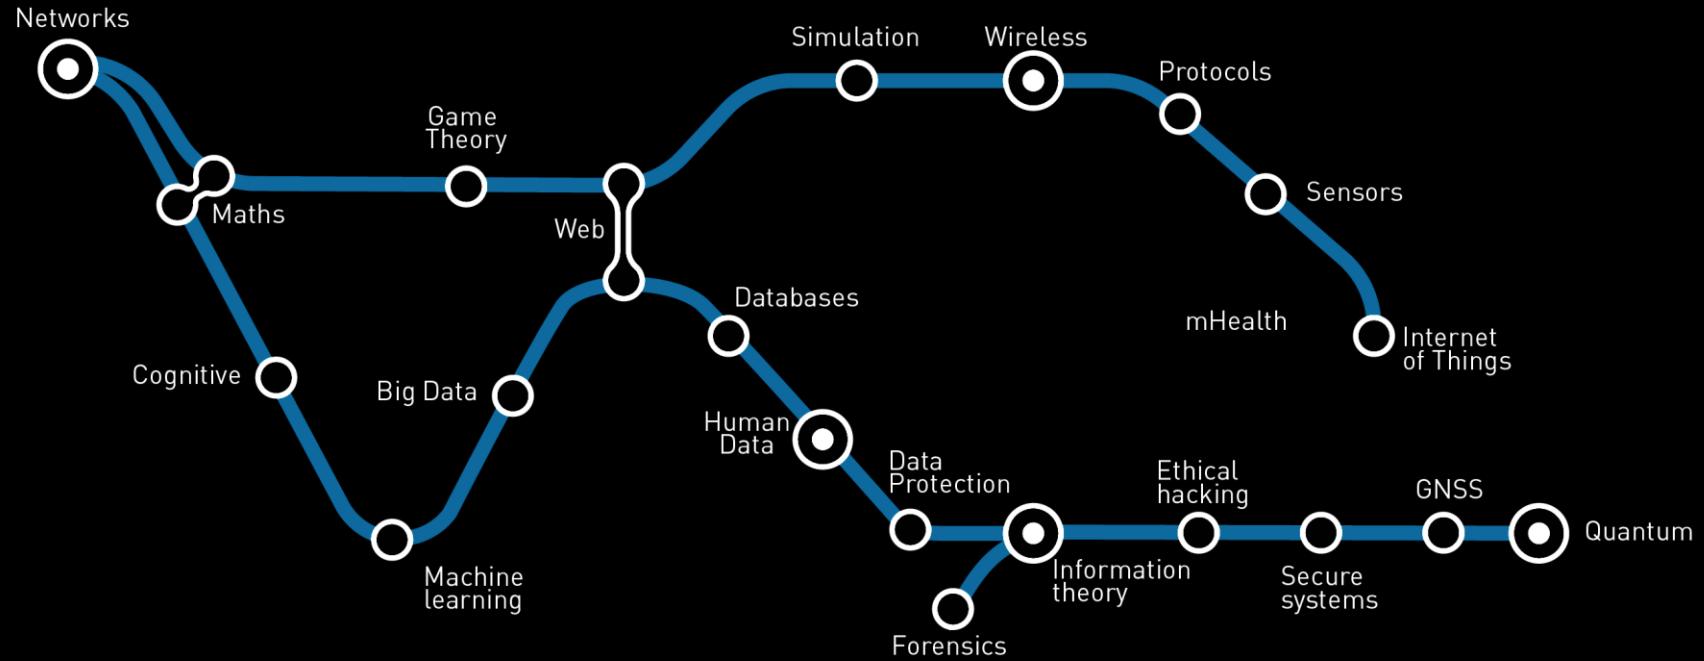 Networks
Simulation
Wireless
Protocols
Game
Theory
Sensors
Maths
Web
Databases
mHealth
Internet
of Things
Cognitive
Big Data
Human
Data
Data
Protection
Ethical
hacking
GNSS
Quantum
Machine
learning
Information
theory
Secure
systems
Forensics